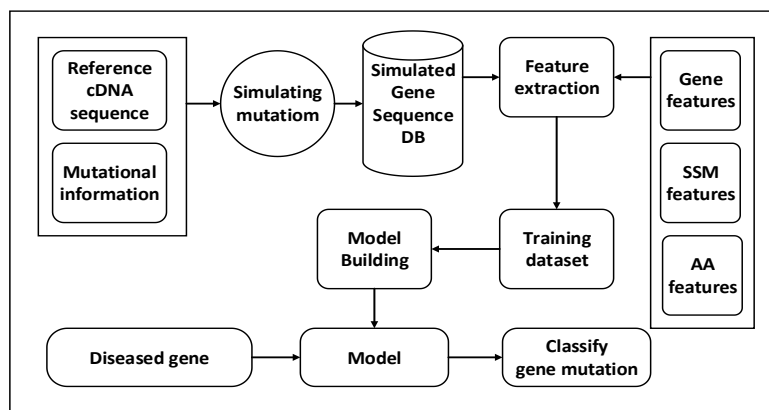 Reference
cDNA
sequence
Mutational
information
Simulating
mutatiom
Simulated
Gene
Sequence
DB
Feature
extraction
Gene
features
SSM
features
AA
features
Model
Building
Training
dataset
Diseased gene
Model
Classify
gene mutation